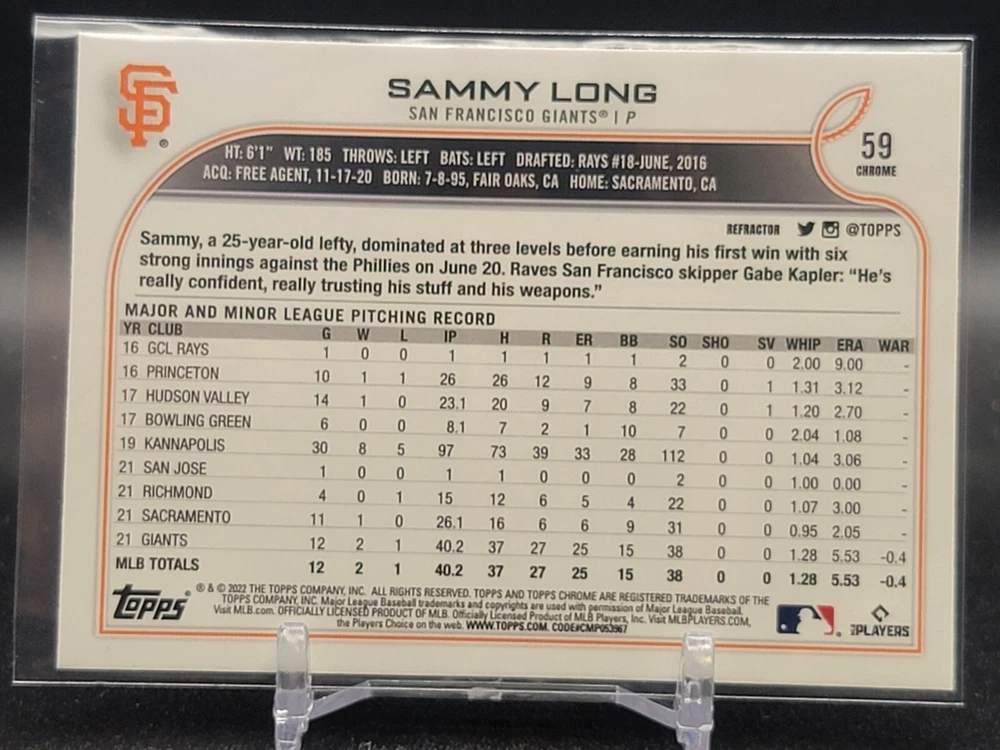 SF®
SAMMY LONG
SAN FRANCISCO GIANTS® | P
59
CHROME
HT: 6'1" WT: 185 THROWS: LEFT BATS: LEFT DRAFTED: RAYS #18-JUNE, 2016
ACQ: FREE AGENT, 11-17-20 BORN: 7-8-95, FAIR OAKS, CA HOME: SACRAMENTO, CA
REFRACTOR @TOPPS
Sammy, a 25-year-old lefty, dominated at three levels before earning his first win with six
strong innings against the Phillies on June 20. Raves San Francisco skipper Gabe Kapler: “He's
really confident, really trusting his stuff and his weapons.”
MAJOR AND MINOR LEAGUE PITCHING RECORD
YR CLUB G W L IP H R ER BB SO SHO SV WHIP ERA WAR
16 GCL RAYS 1 0 0 1 1 1 1 1 2 0 0 2.00 9.00 -
16 PRINCETON 10 1 1 26 26 12 9 8 33 0 1 1.31 3.12 -
17 HUDSON VALLEY 14 1 0 23.1 20 9 7 8 22 0 1 1.20 2.70 -
17 BOWLING GREEN 6 0 0 8.1 7 2 1 10 7 0 0 2.04 1.08 -
19 KANNAPOLIS 30 8 5 97 73 39 33 28 112 0 0 1.04 3.06 -
21 SAN JOSE 1 0 0 1 1 0 0 0 2 0 0 1.00 0.00 -
21 RICHMOND 4 0 1 15 12 6 5 4 22 0 0 1.07 3.00 -
21 SACRAMENTO 11 1 0 26.1 16 6 6 9 31 0 0 0.95 2.05 -
21 GIANTS 12 2 1 40.2 37 27 25 15 38 0 0 1.28 5.53 -0.4
MLB TOTALS 12 2 1 40.2 37 27 25 15 38 0 0 1.28 5.53 -0.4
Topps®
® & © 2022 THE TOPPS COMPANY, INC. ALL RIGHTS RESERVED. TOPPS AND TOPPS CHROME ARE REGISTERED TRADEMARKS OF THE
TOPPS COMPANY, INC. Major League Baseball trademarks and copyrights are used with permission of Major League Baseball.
Visit MLB.com. OFFICIALLY LICENSED PRODUCT OF MLB. Officially Licensed Product of MLB Players, Inc. Visit MLBPLAYERS.COM,
the Players Choice on the web. WWW.TOPPS.COM. CODE#CMP053967
PLAYERS